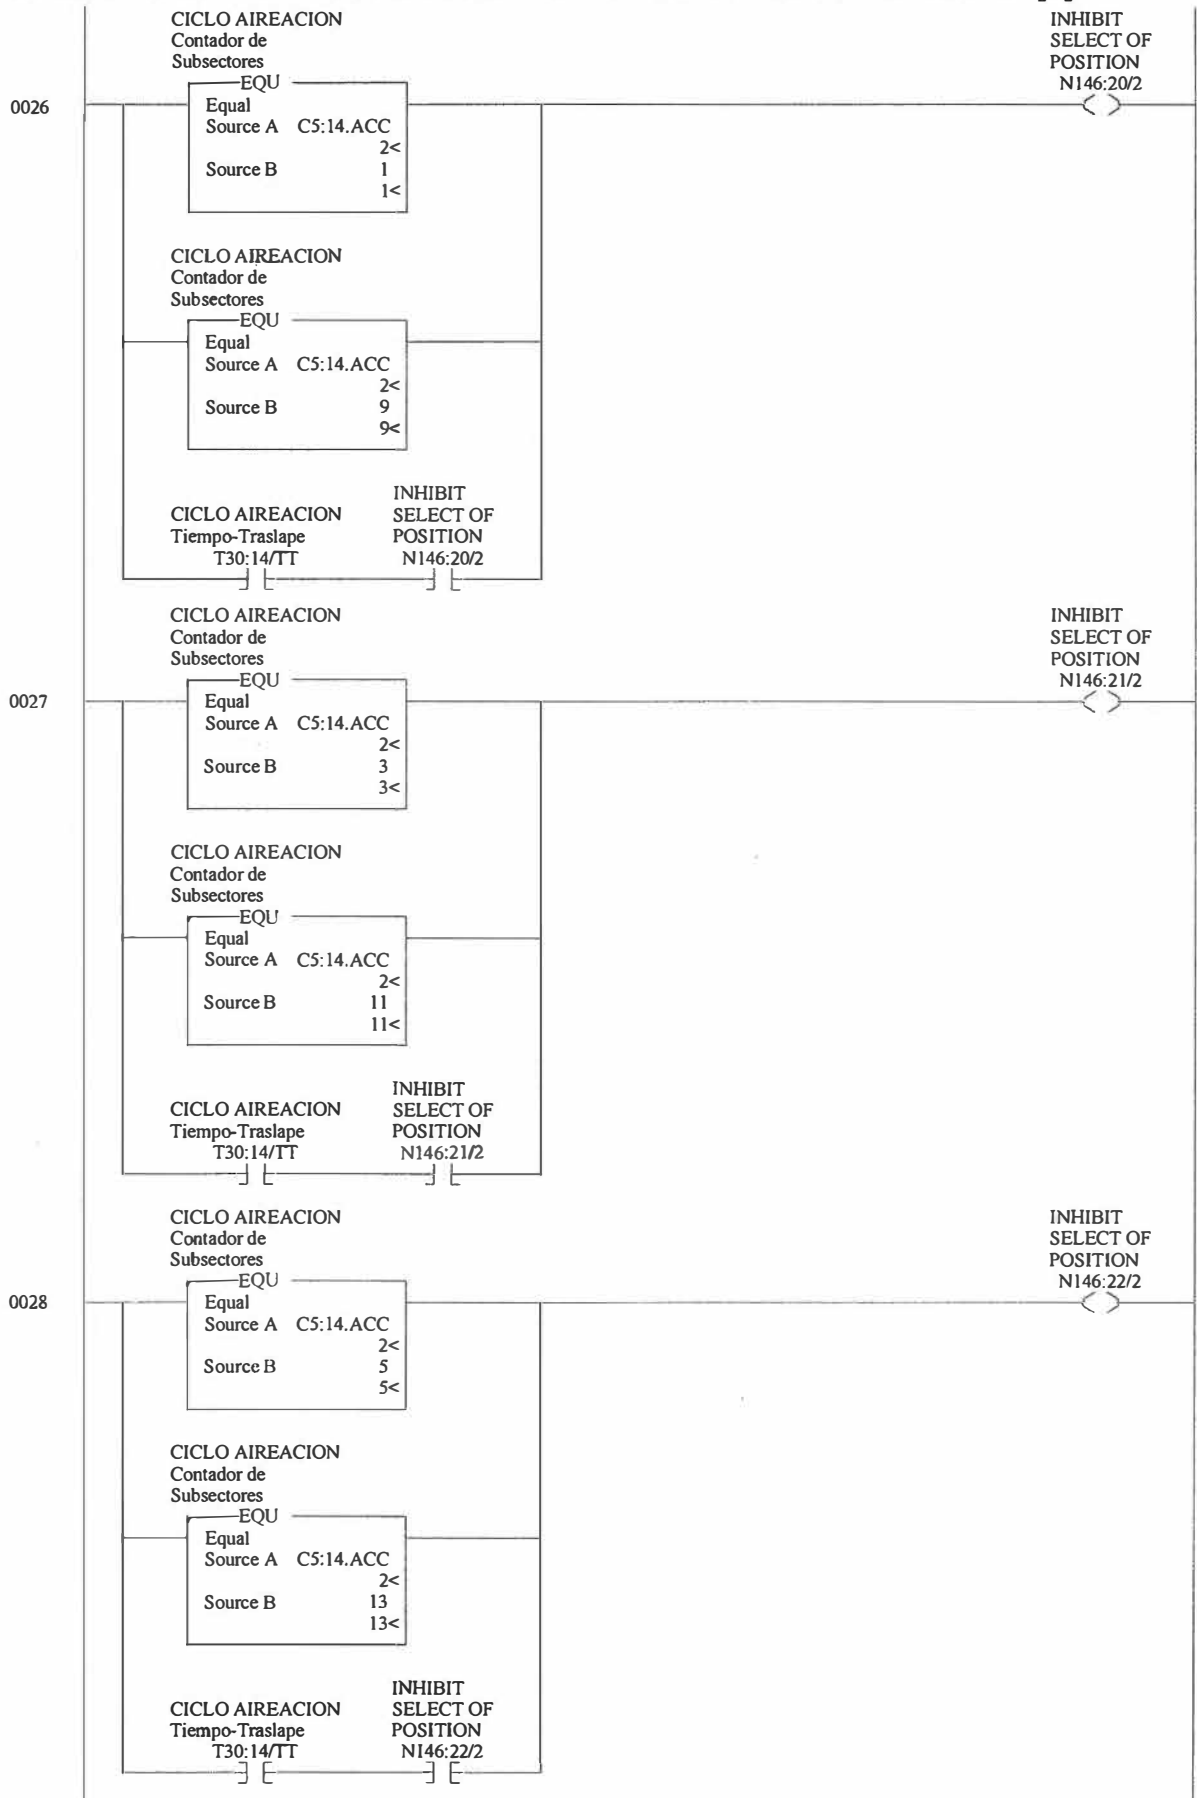 CICLO AIREACION
Contador de
Subsectores
EQU
Equal
Source A C5:14.ACC
2<
Source B 1
1<
INHIBIT
SELECT OF
POSITION
N146:20/2
0026
CICLO AIREACION
Contador de
Subsectores
EQU
Equal
Source A C5:14.ACC
2<
Source B 9
9<
CICLO AIREACION
Tiempo-Traslape
T30:14/TT
INHIBIT
SELECT OF
POSITION
N146:20/2
CICLO AIREACION
Contador de
Subsectores
EQU
Equal
Source A C5:14.ACC
2<
Source B 3
3<
INHIBIT
SELECT OF
POSITION
N146:21/2
0027
CICLO AIREACION
Contador de
Subsectores
EQU
Equal
Source A C5:14.ACC
2<
Source B 11
11<
CICLO AIREACION
Tiempo-Traslape
T30:14/TT
INHIBIT
SELECT OF
POSITION
N146:21/2
CICLO AIREACION
Contador de
Subsectores
EQU
Equal
Source A C5:14.ACC
2<
Source B 5
5<
INHIBIT
SELECT OF
POSITION
N146:22/2
0028
CICLO AIREACION
Contador de
Subsectores
EQU
Equal
Source A C5:14.ACC
2<
Source B 13
13<
CICLO AIREACION
Tiempo-Traslape
T30:14/TT
INHIBIT
SELECT OF
POSITION
N146:22/2